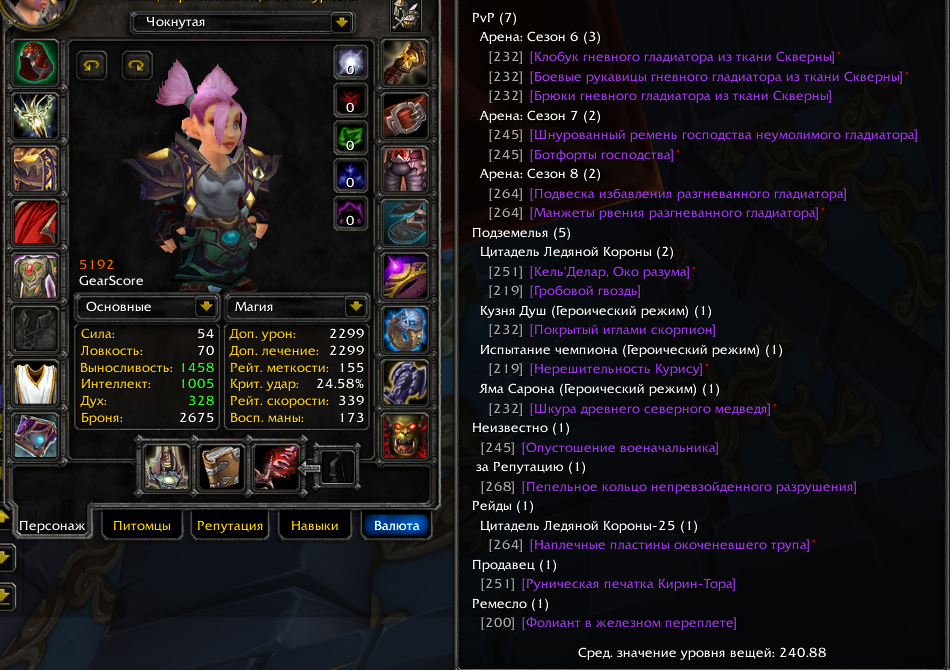 Чокнутая
0
0
0
0
0
5192
GearScore
Основные
Магия
Сила: 54
Ловкость: 70
Выносливость: 1458
Интеллект: 1005
Дух: 328
Броня: 2675
Доп. урон: 2299
Доп. лечение: 2299
Рейт. меткости: 155
Крит. удар: 24.58%
Рейт. скорости: 339
Восп. маны: 173
Персонаж
Питомцы
Репутация
Навыки
Валюта
PvP (7)
Арена: Сезон 6 (3)
[232] [Клобук гневного гладиатора из ткани Скверны]*
[232] [Боевые рукавицы гневного гладиатора из ткани Скверны]*
[232] [Брюки гневного гладиатора из ткани Скверны]
Арена: Сезон 7 (2)
[245] [Шнурованный ремень господства неумолимого гладиатора]
[245] [Ботфорты господства]*
Арена: Сезон 8 (2)
[264] [Подвеска избавления разгневанного гладиатора]
[264] [Манжеты рвения разгневанного гладиатора]*
Подземелья (5)
Цитадель Ледяной Короны (2)
[251] [Кель'Делар, Око разума]*
[219] [Гробовой гвоздь]
Кузня Душ (Героический режим) (1)
[232] [Покрытый иглами скорпион]
Испытание чемпиона (Героический режим) (1)
[219] [Нерешительность Курису]*
Яма Сарона (Героический режим) (1)
[232] [Шкура древнего северного медведя]*
Неизвестно (1)
[245] [Опустошение военачальника]
за Репутацию (1)
[268] [Пепельное кольцо непревзойденного разрушения]
Рейды (1)
Цитадель Ледяной Короны-25 (1)
[264] [Наплечные пластины окоченевшего трупа]*
Продавец (1)
[251] [Руническая печатка Кирин-Тора]
Ремесло (1)
[200] [Фолиант в железном переплете]
Сред. значение уровня вещей: 240.88